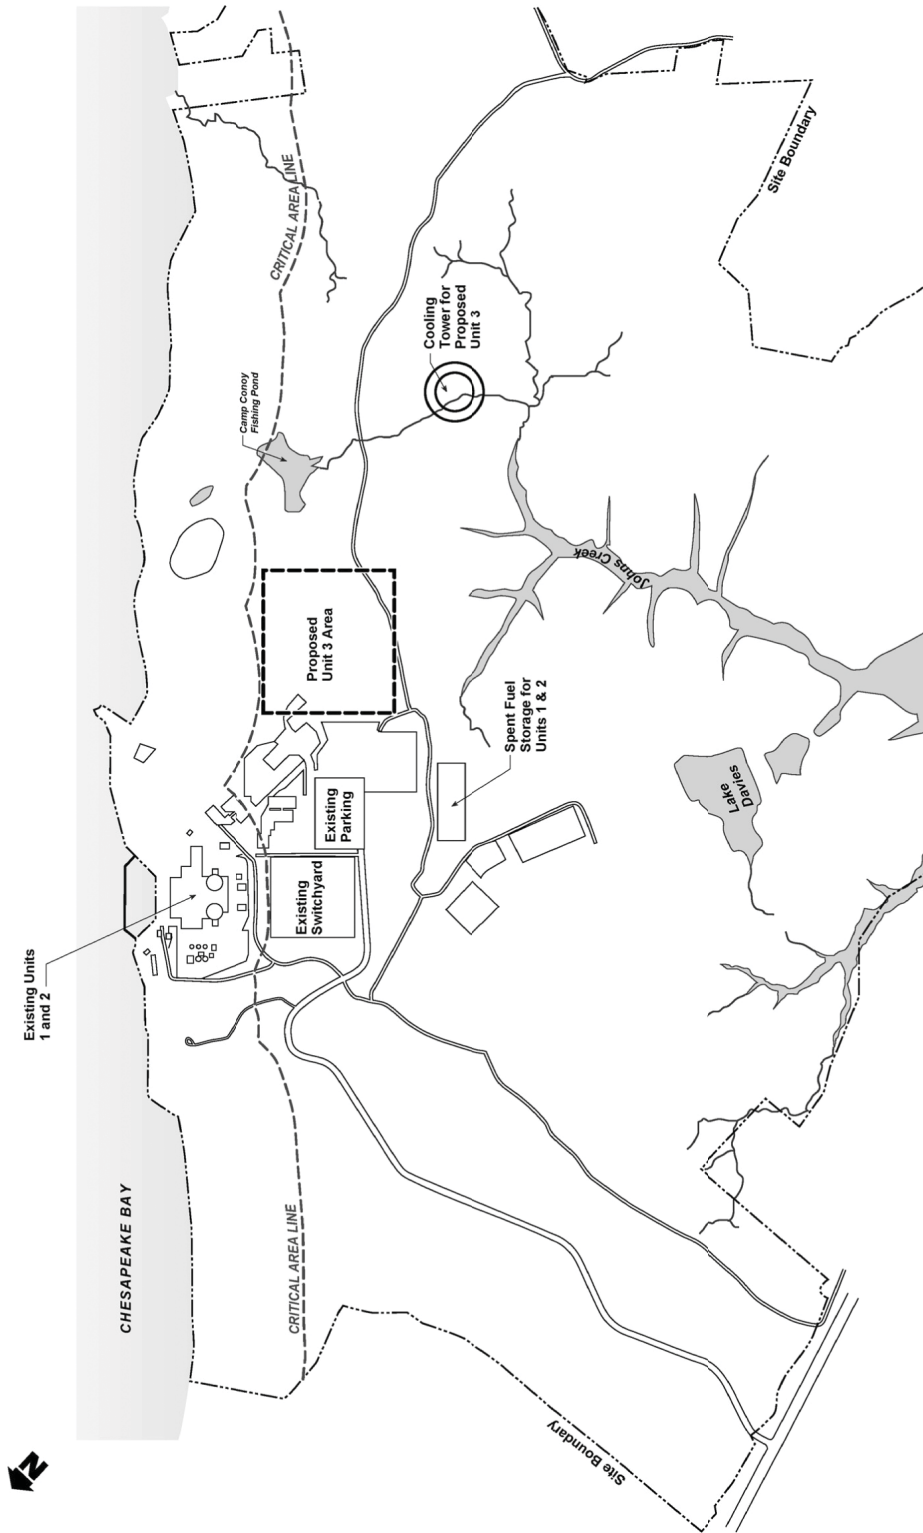 N
Existing Units
1 and 2
CHESAPEAKE BAY
CRITICAL AREA LINE
Camp Conoy
Fishing Pond
CRITICAL AREA LINE
Existing
Switchyard
Existing
Parking
Proposed
Unit 3 Area
Cooling
Tower for
Proposed
Unit 3
Spent Fuel
Storage for
Units 1 & 2
Johns Creek
Site Boundary
Lake
Davies
Site Boundary